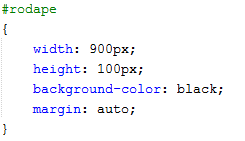 #rodape
{
width: 900px;
height: 100px;
background-color: black;
margin: auto;
}